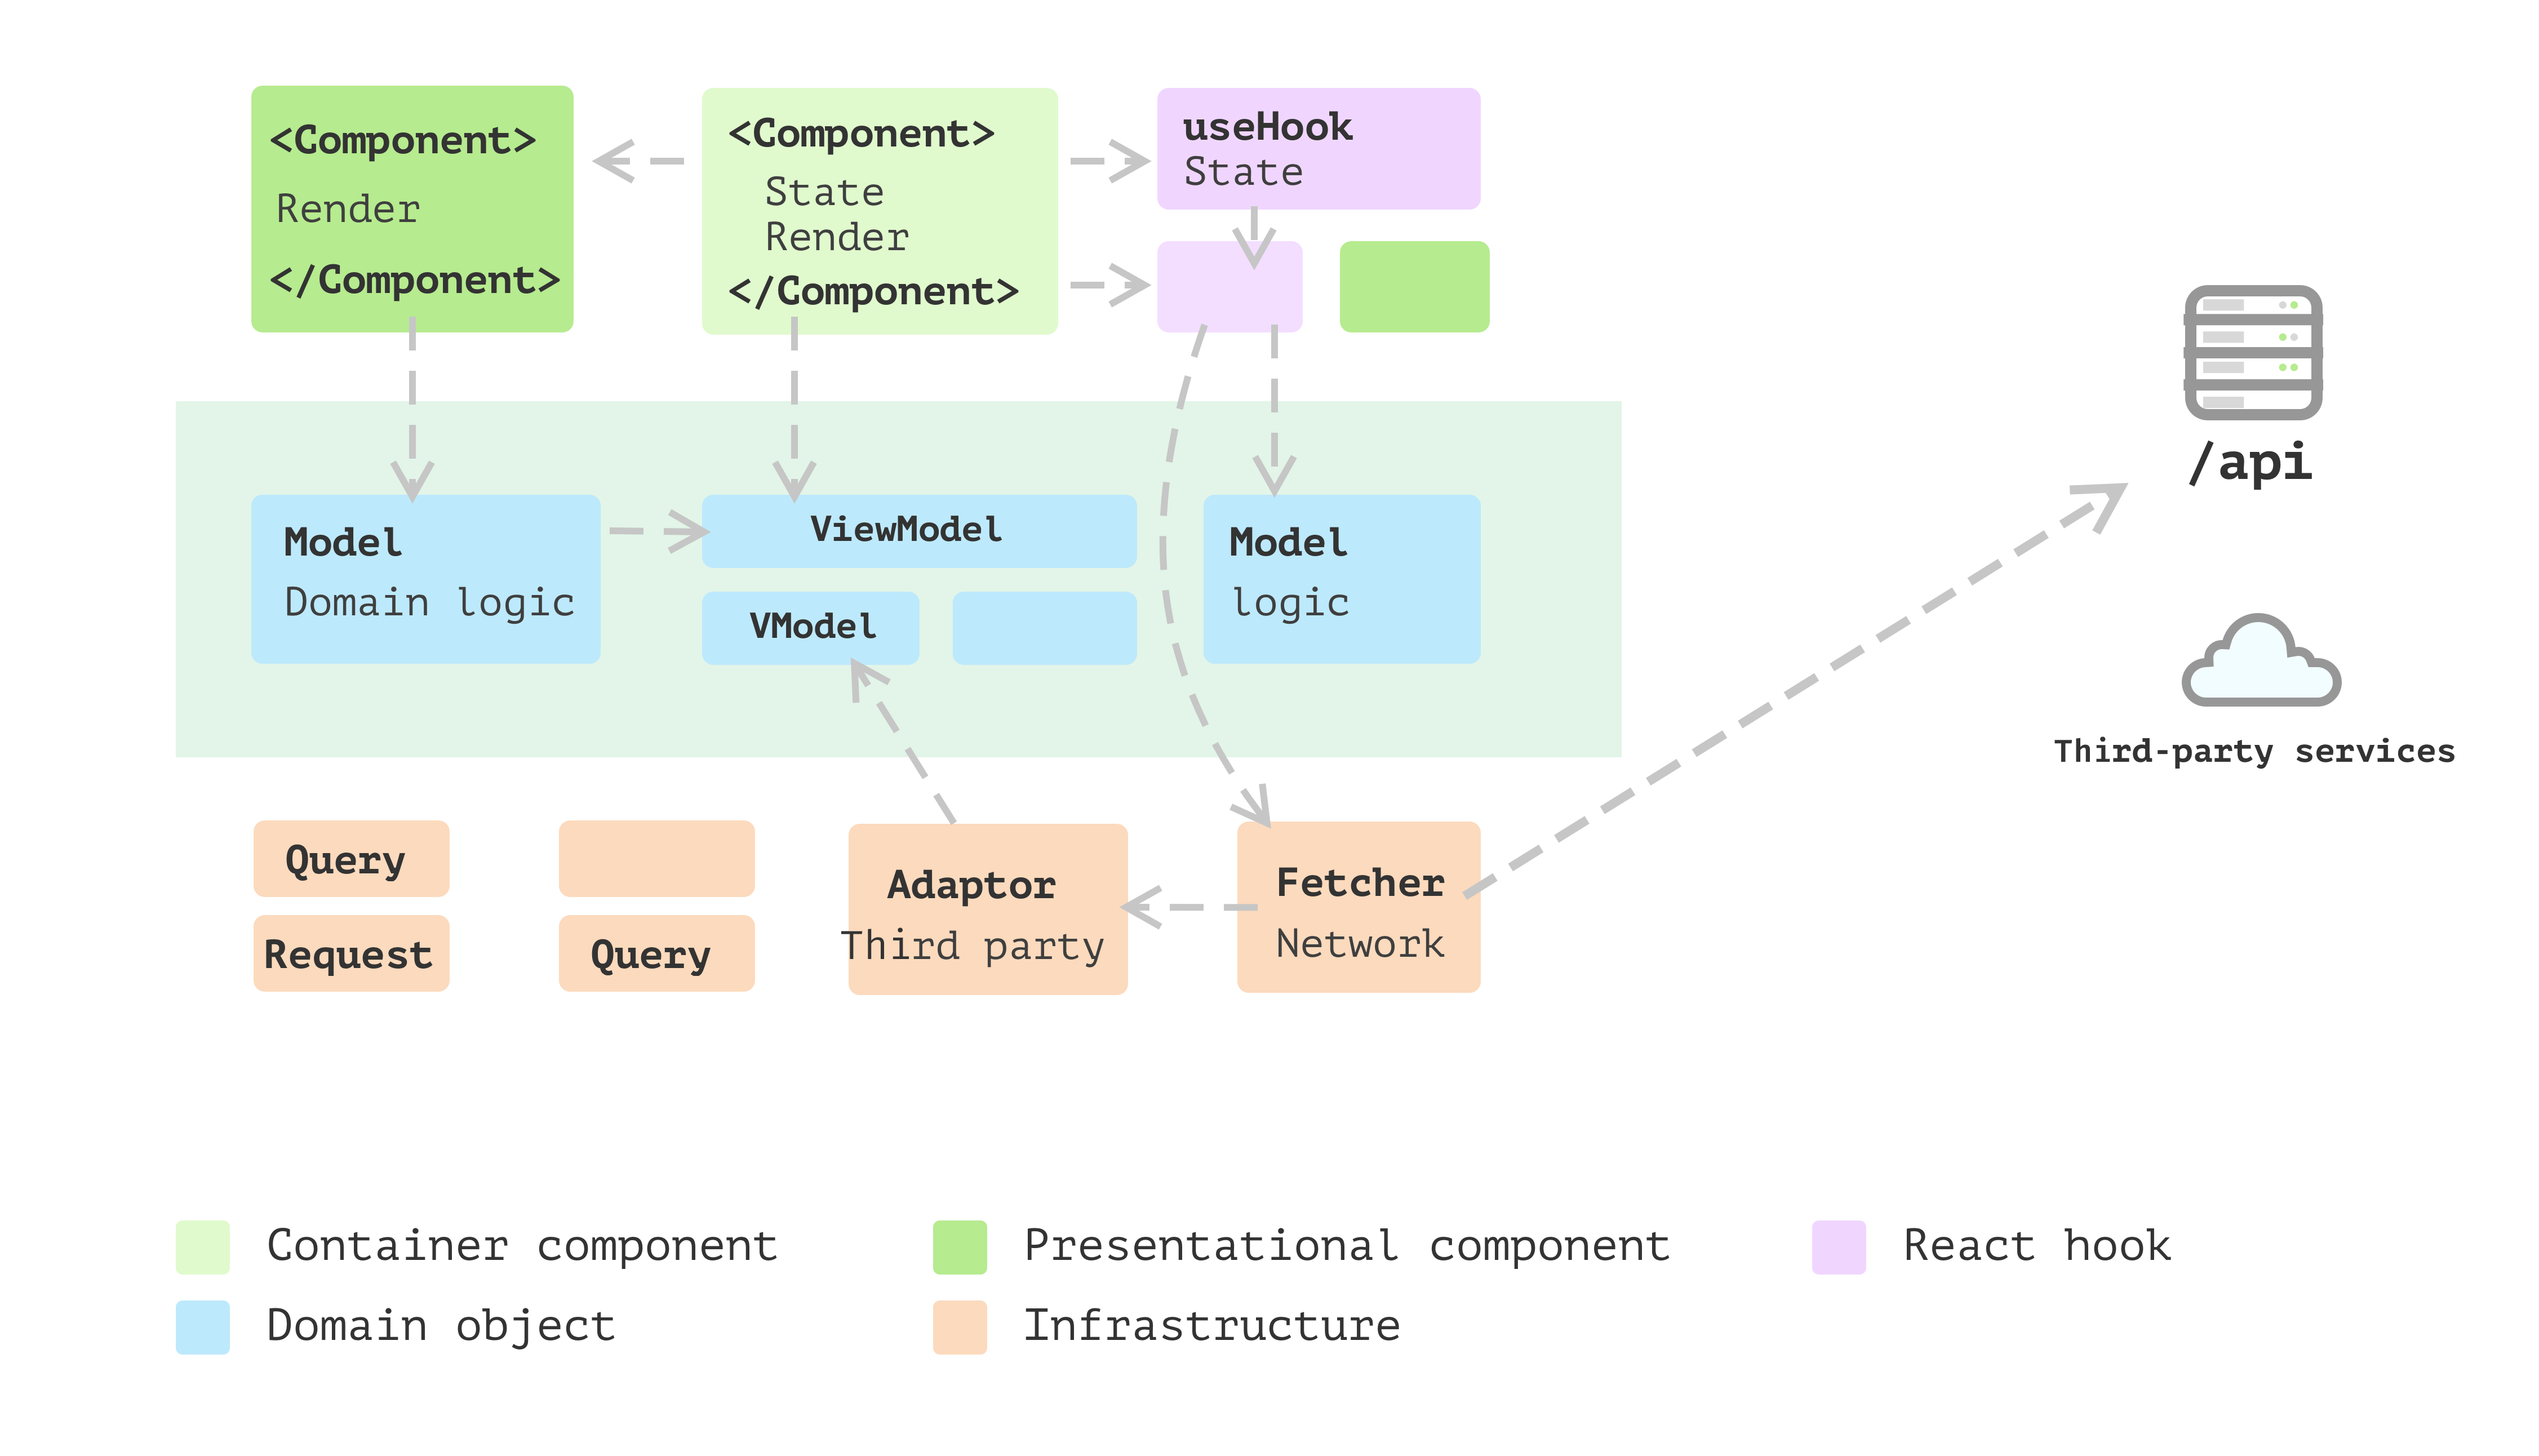 <Component>
Render
</Component>
<Component>
State
Render
</Component>
useHook
State
/api
Model
Domain logic
ViewModel
VModel
Model
logic
Third-party services
Query
Request
Query
Adaptor
Third party
Fetcher
Network
Container component
Presentational component
React hook
Domain object
Infrastructure